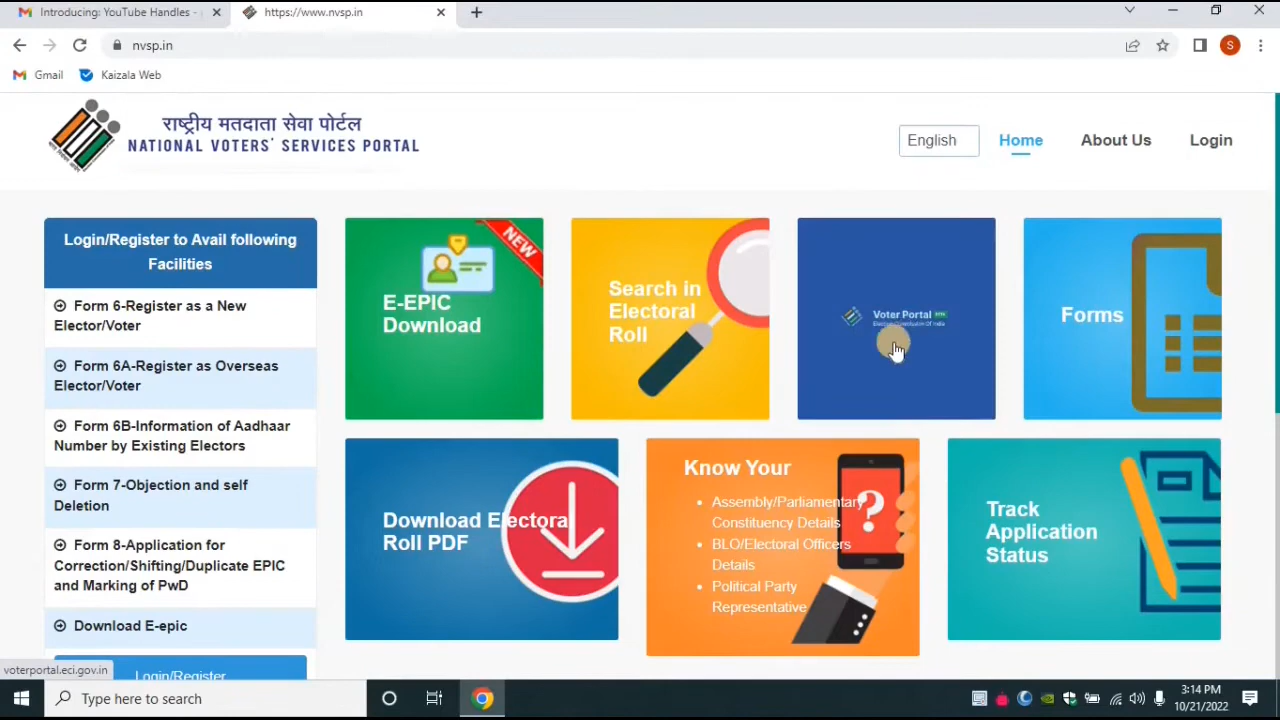 Introducing: YouTube Handles -
https://www.nvsp.in
nvsp.in
S
Gmail
Kaizala Web
राष्ट्रीय मतदाता सेवा पोर्टल
NATIONAL VOTERS' SERVICES PORTAL
English
Home
About Us
Login
Login/Register to Avail following
Facilities
Form 6-Register as a New
Elector/Voter
Form 6A-Register as Overseas
Elector/Voter
Form 6B-Information of Aadhaar
Number by Existing Electors
Form 7-Objection and self
Deletion
Form 8-Application for
Correction/Shifting/Duplicate EPIC
and Marking of PwD
Download E-epic
Login/Register
NEW
E-EPIC
Download
Search in
Electoral
Roll
Voter Portal
Election Commission Of India
Forms
Download Electora
Roll PDF
Know Your
Assembly/Parliamentary
Constituency Details
BLO/Electoral Officers
Details
Political Party
Representative
?
Track
Application
Status
voterportal.eci.gov.in
Type here to search
3:14 PM
10/21/2022